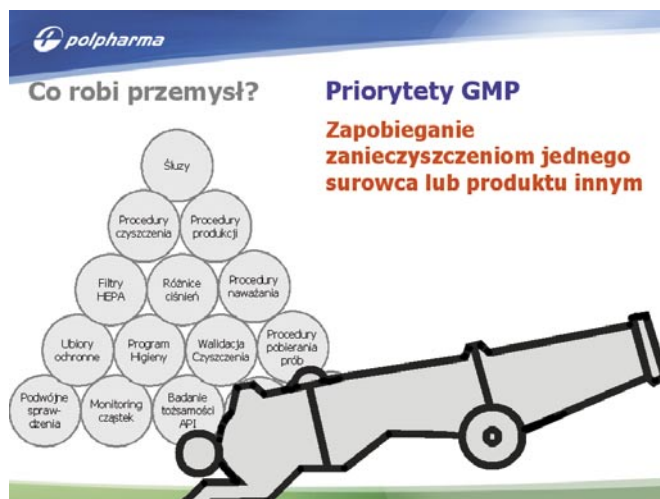 polpharma
Co robi przemysł?
Priorytety GMP
Zapobieganie
zanieczyszczeniom jednego
surowca lub produktu innym
Śluzy
Procedury
czyszczenia
Procedury
produkcji
Filtry
HEPA
Różnice
ciśnień
Procedury
naważania
Ubiory
ochronne
Program
Higieny
Walidacja
Czyszczenia
Procedury
pobierania
prób
Podwójne
spraw-
dzenia
Monitoring
cząstek
Badanie
tożsamości
API